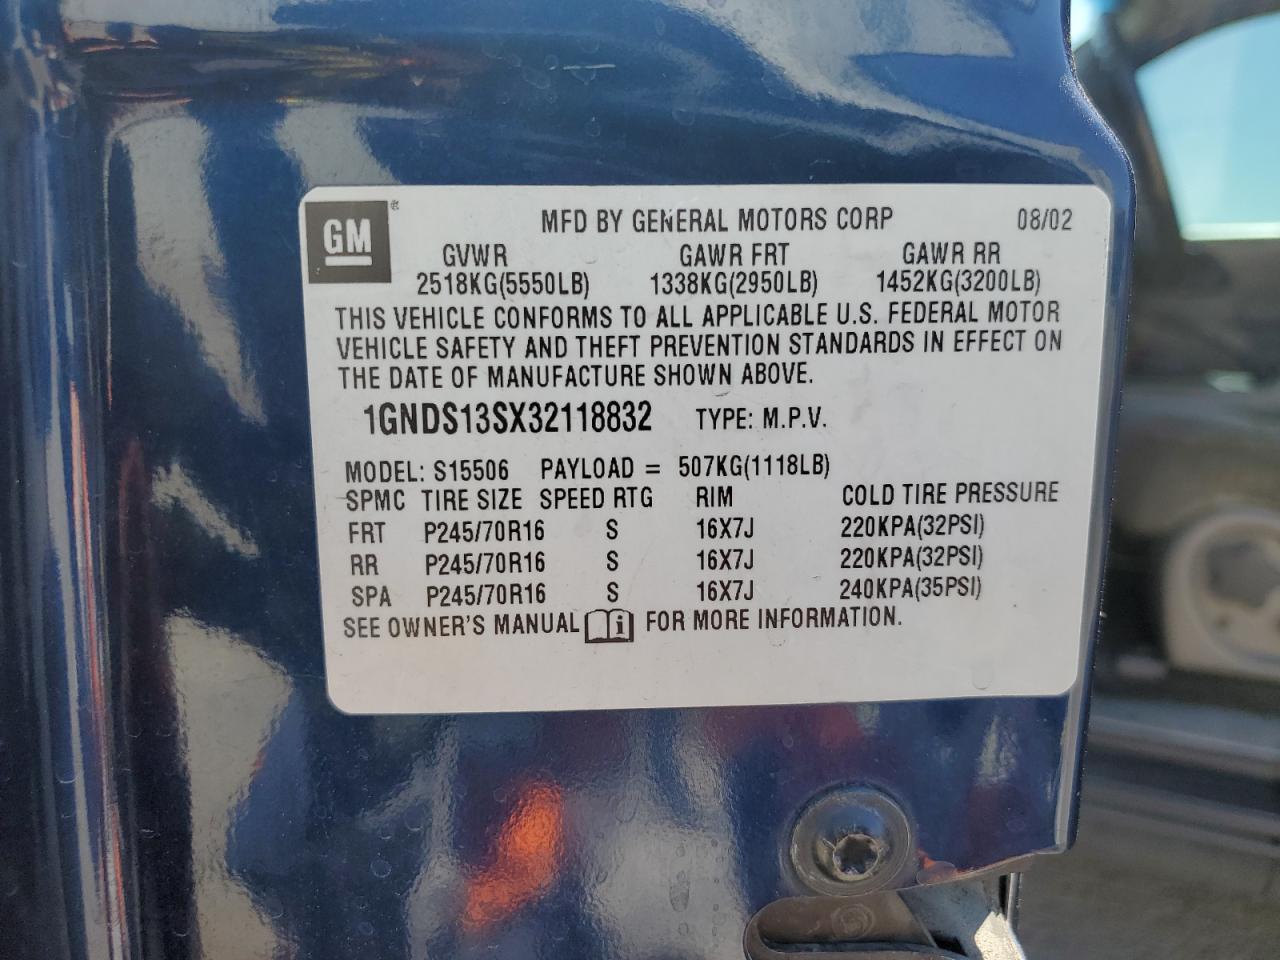 GM® MFD BY GENERAL MOTORS CORP 08/02
GVWR GAWR FRT GAWR RR
2518KG(5550LB) 1338KG(2950LB) 1452KG(3200LB)
THIS VEHICLE CONFORMS TO ALL APPLICABLE U.S. FEDERAL MOTOR
VEHICLE SAFETY AND THEFT PREVENTION STANDARDS IN EFFECT ON
THE DATE OF MANUFACTURE SHOWN ABOVE.
1GNDS13SX32118832 TYPE: M.P.V.
MODEL: S15506 PAYLOAD = 507KG(1118LB)
SPMC TIRE SIZE SPEED RTG RIM COLD TIRE PRESSURE
FRT P245/70R16 S 16X7J 220KPA(32PSI)
RR P245/70R16 S 16X7J 220KPA(32PSI)
SPA P245/70R16 S 16X7J 240KPA(35PSI)
SEE OWNER'S MANUAL i FOR MORE INFORMATION.